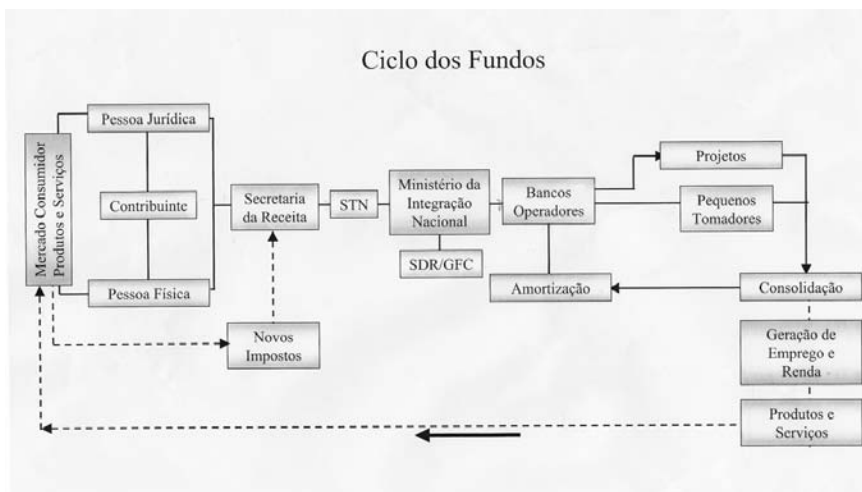 Ciclo dos Fundos
Mercado Consumidor
Produtos e Serviços
Pessoa Jurídica
Contribuinte
Pessoa Física
Secretaria
da Receita
Novos
Impostos
STN
Ministério da
Integração
Nacional
SDR/GFC
Bancos
Operadores
Amortização
Projetos
Pequenos
Tomadores
Consolidação
Geração de
Emprego e
Renda
Produtos e
Serviços